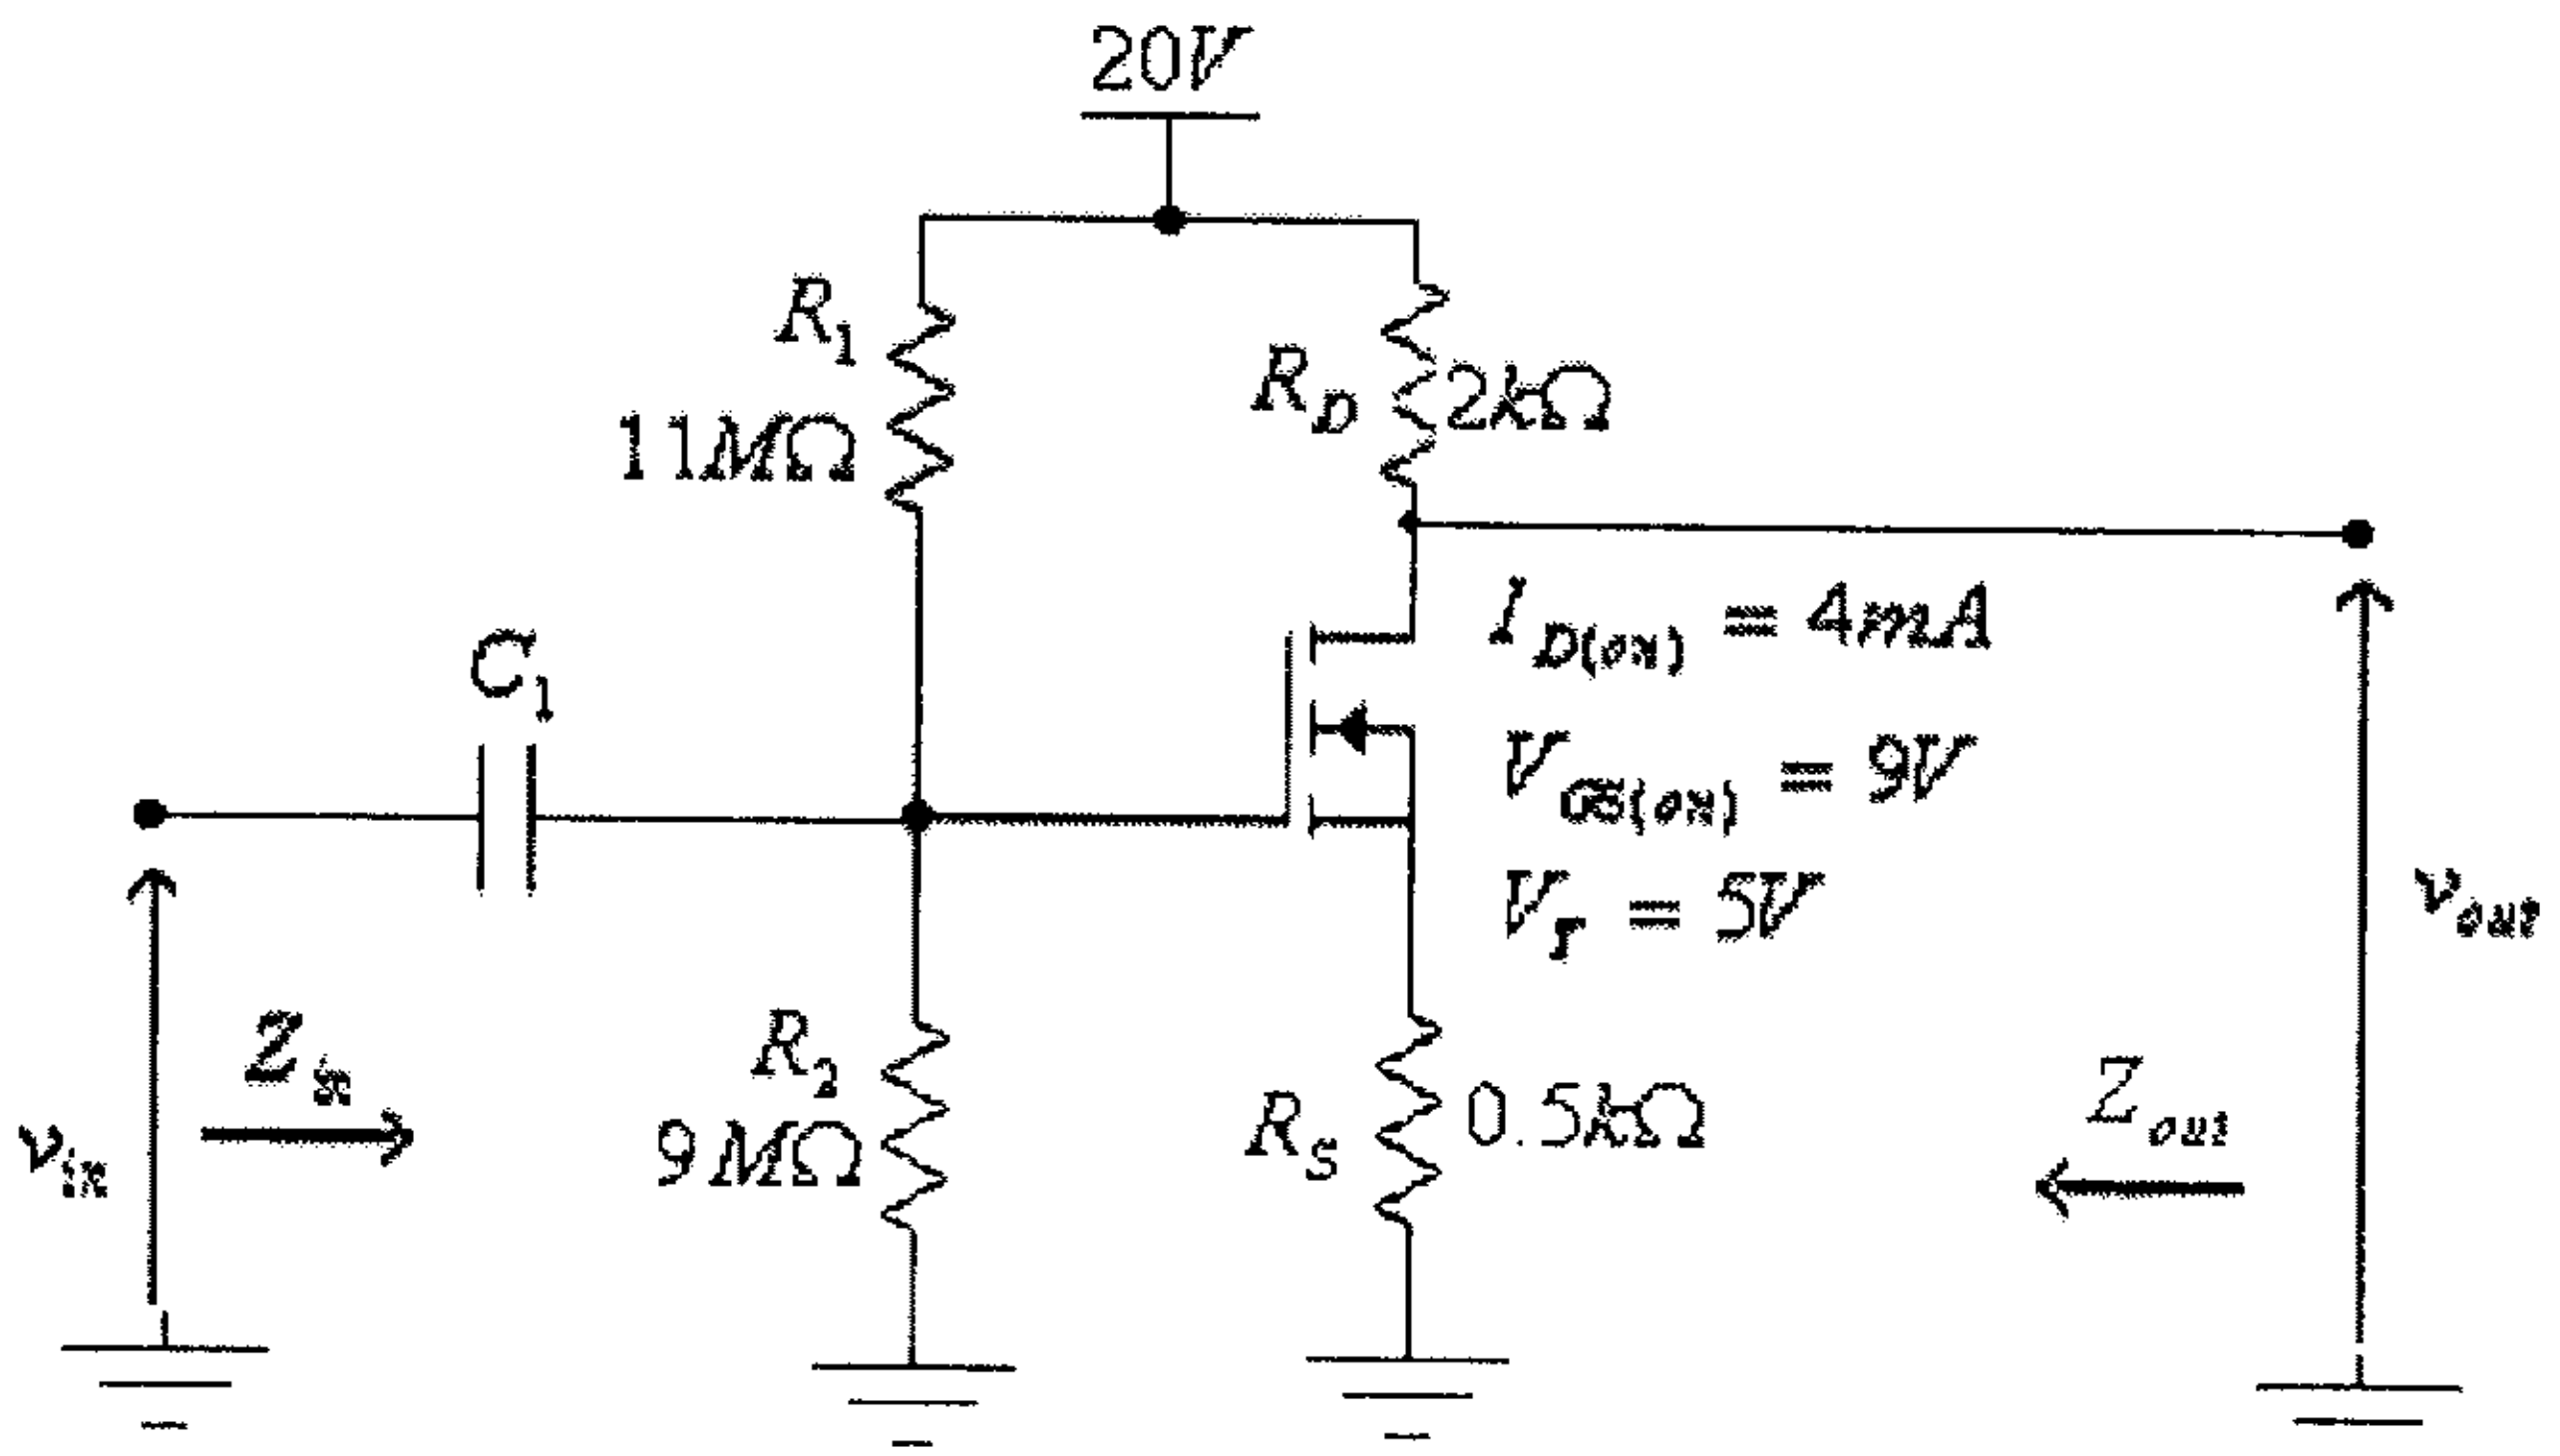 20V
R1
11MΩ
RD
2kΩ
C1
ID(on) = 4mA
VGS(on) = 9V
VT = 5V
vout
Zin
vin
R2
9MΩ
RS
0.5kΩ
Zout